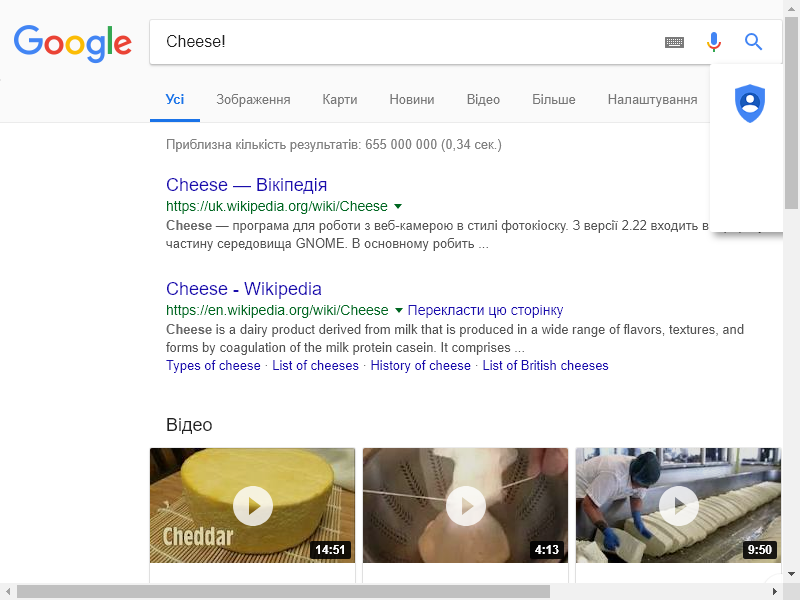 Google
Cheese!
Усі Зображення Карти Новини Відео Більше Налаштування
Приблизна кількість результатів: 655 000 000 (0,34 сек.)
Cheese — Вікіпедія
https://uk.wikipedia.org/wiki/Cheese
Cheese — програма для роботи з веб-камерою в стилі фотокіоску. З версії 2.22 входить в
частину середовища GNOME. В основному робить ...
Cheese - Wikipedia
https://en.wikipedia.org/wiki/Cheese Перекласти цю сторінку
Cheese is a dairy product derived from milk that is produced in a wide range of flavors, textures, and
forms by coagulation of the milk protein casein. It comprises ...
Types of cheese · List of cheeses · History of cheese · List of British cheeses
Відео
Cheddar
14:51 4:13 9:50